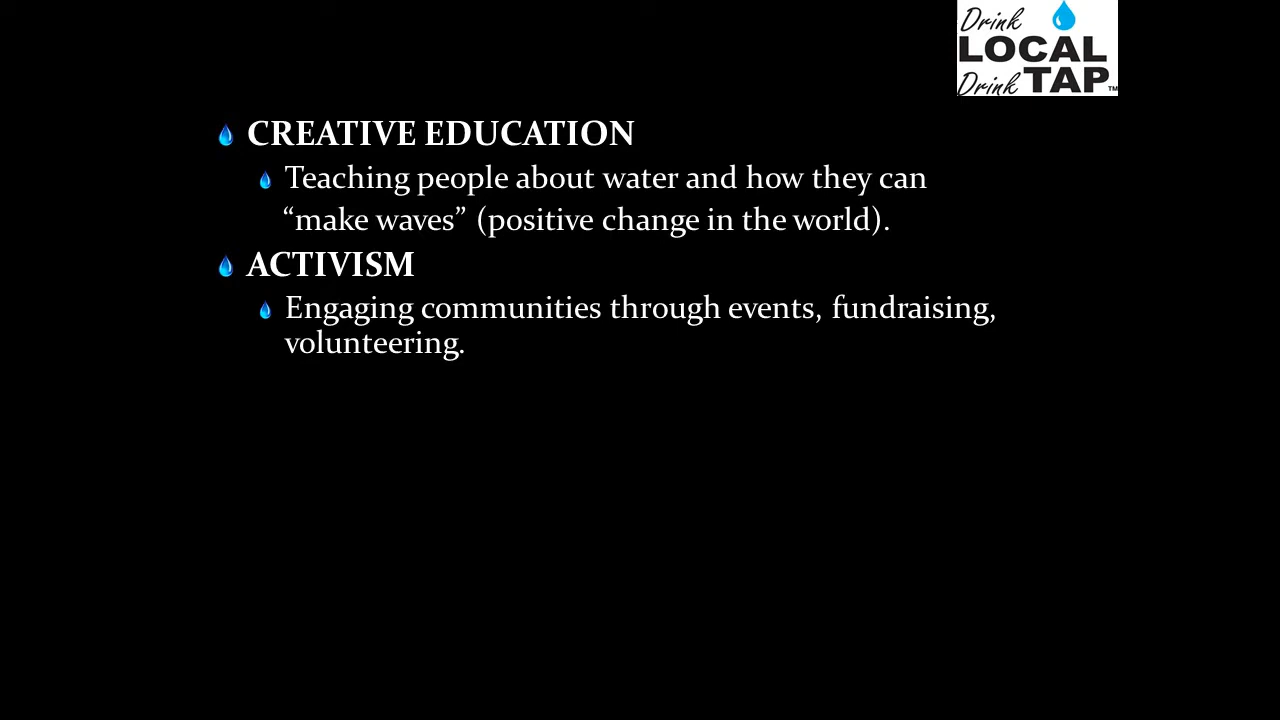 Drink
LOCAL
Drink TAP™
CREATIVE EDUCATION
Teaching people about water and how they can
“make waves” (positive change in the world).
ACTIVISM
Engaging communities through events, fundraising,
volunteering.